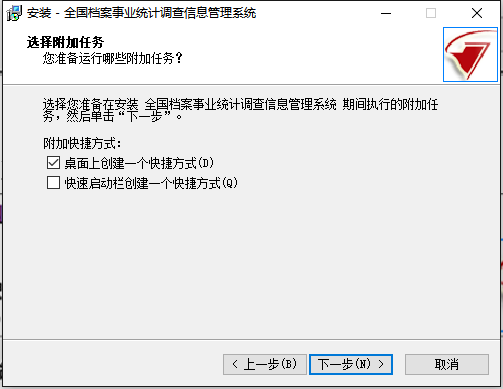 安装 - 全国档案事业统计调查信息管理系统
选择附加任务
您准备运行哪些附加任务？
选择您准备在安装 全国档案事业统计调查信息管理系统 期间执行的附加任
务，然后单击“下一步”。
附加快捷方式:
桌面上创建一个快捷方式(D)
快速启动栏创建一个快捷方式(Q)
< 上一步(B)
下一步(N) >
取消